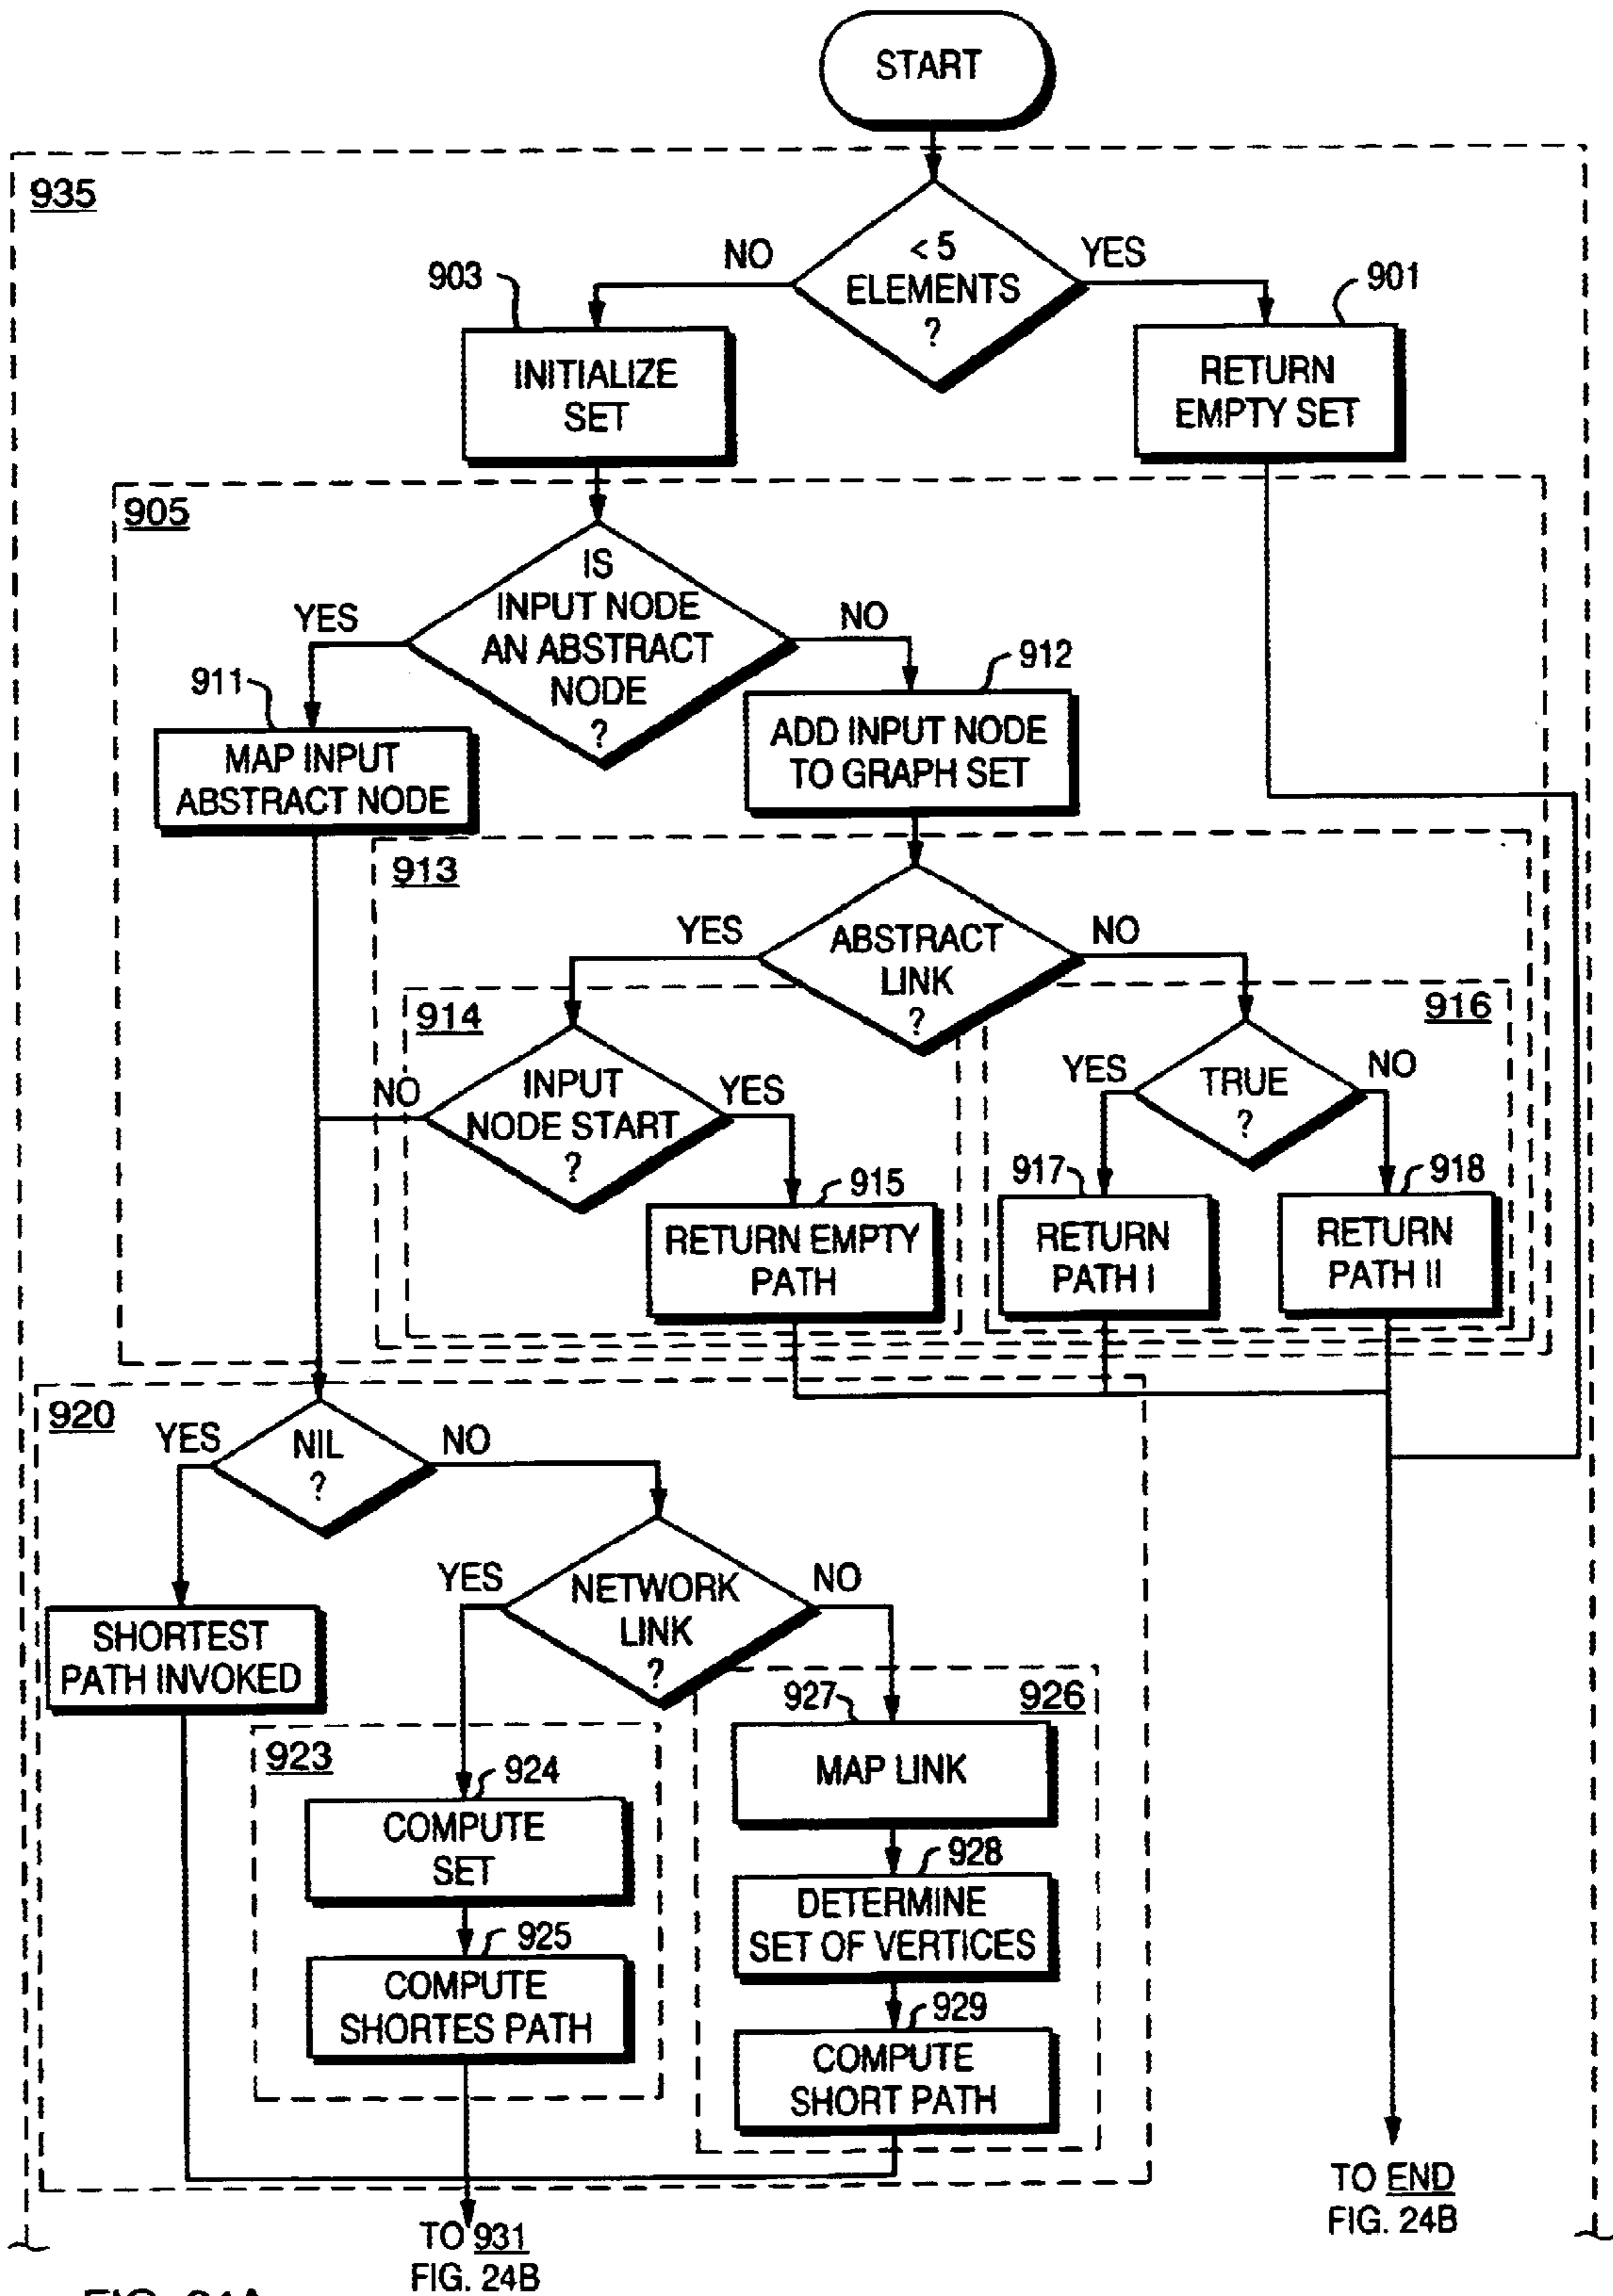 START
935
< 5
ELEMENTS
?
NO
YES
903
901
INITIALIZE
SET
RETURN
EMPTY SET
905
IS
INPUT NODE
AN ABSTRACT
NODE
?
YES
NO
911
912
MAP INPUT
ABSTRACT NODE
ADD INPUT NODE
TO GRAPH SET
913
ABSTRACT
LINK
?
YES
NO
914
916
INPUT
NODE START
?
NO
YES
TRUE
?
YES
NO
915
917
918
RETURN EMPTY
PATH
RETURN
PATH I
RETURN
PATH II
920
NIL
?
YES
NO
NETWORK
LINK
?
YES
NO
SHORTEST
PATH INVOKED
923
924
COMPUTE
SET
925
COMPUTE
SHORTES PATH
926
927
MAP LINK
928
DETERMINE
SET OF VERTICES
929
COMPUTE
SHORT PATH
TO 931
FIG. 24B
TO END
FIG. 24B